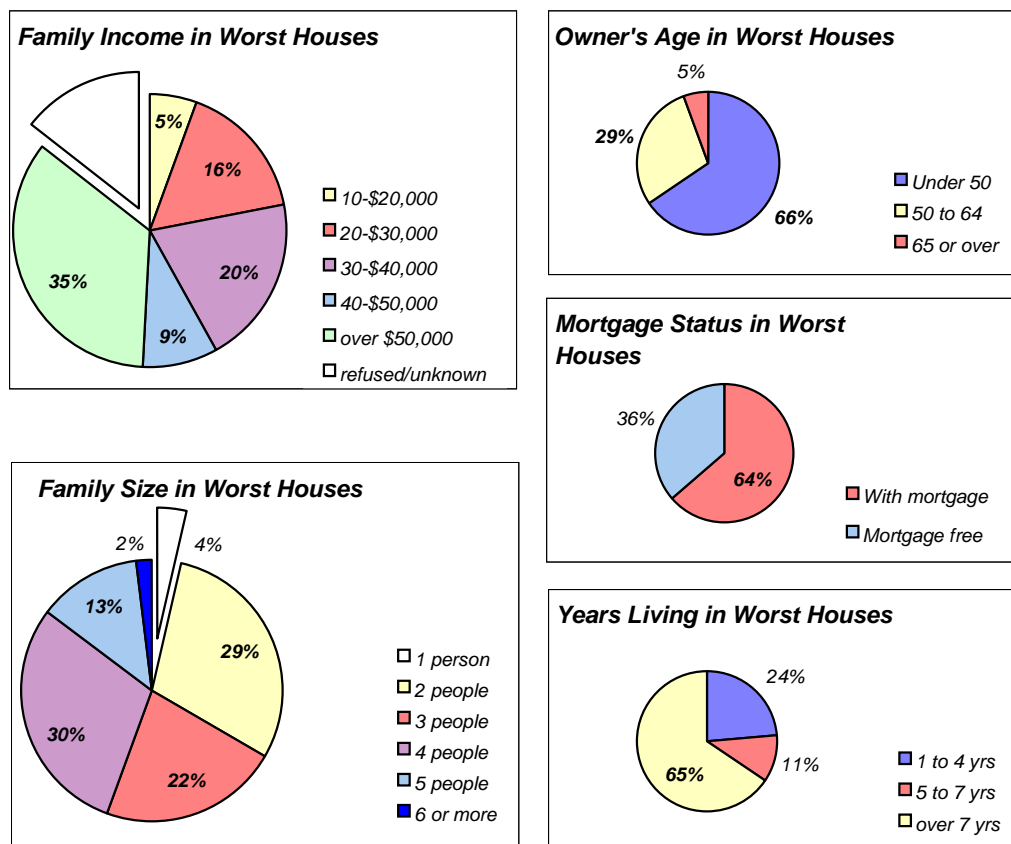 Family Income in Worst Houses
5%
16%
20%
9%
35%
10-$20,000
20-$30,000
30-$40,000
40-$50,000
over $50,000
refused/unknown
Owner's Age in Worst Houses
5%
29%
66%
Under 50
50 to 64
65 or over
Mortgage Status in Worst
Houses
36%
64%
With mortgage
Mortgage free
Family Size in Worst Houses
2%
4%
13%
29%
30%
22%
1 person
2 people
3 people
4 people
5 people
6 or more
Years Living in Worst Houses
24%
11%
65%
1 to 4 yrs
5 to 7 yrs
over 7 yrs